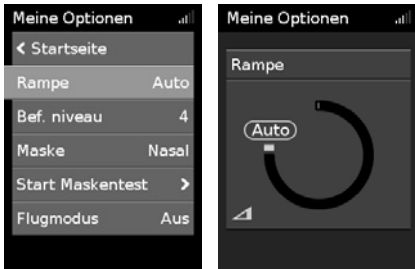 Meine Optionen
< Startseite
Rampe Auto
Bef. niveau 4
Maske Nasal
Start Maskentest >
Flugmodus Aus
Meine Optionen
Rampe
Auto